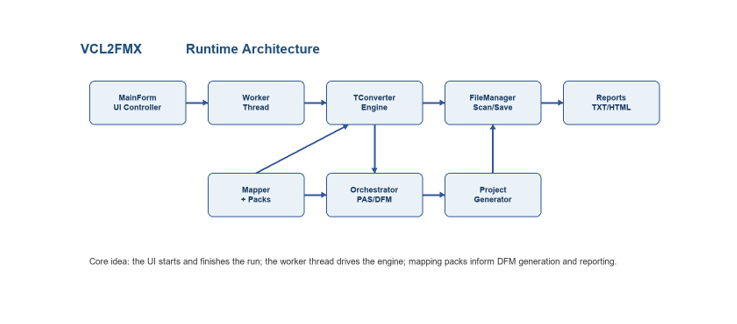 VCL2FMX Runtime Architecture
MainForm
UI Controller
Worker
Thread
TConverter
Engine
FileManager
Scan/Save
Reports
TXT/HTML
Mapper
+ Packs
Orchestrator
PAS/DFM
Project
Generator
Core idea: the UI starts and finishes the run; the worker thread drives the engine; mapping packs inform DFM generation and reporting.